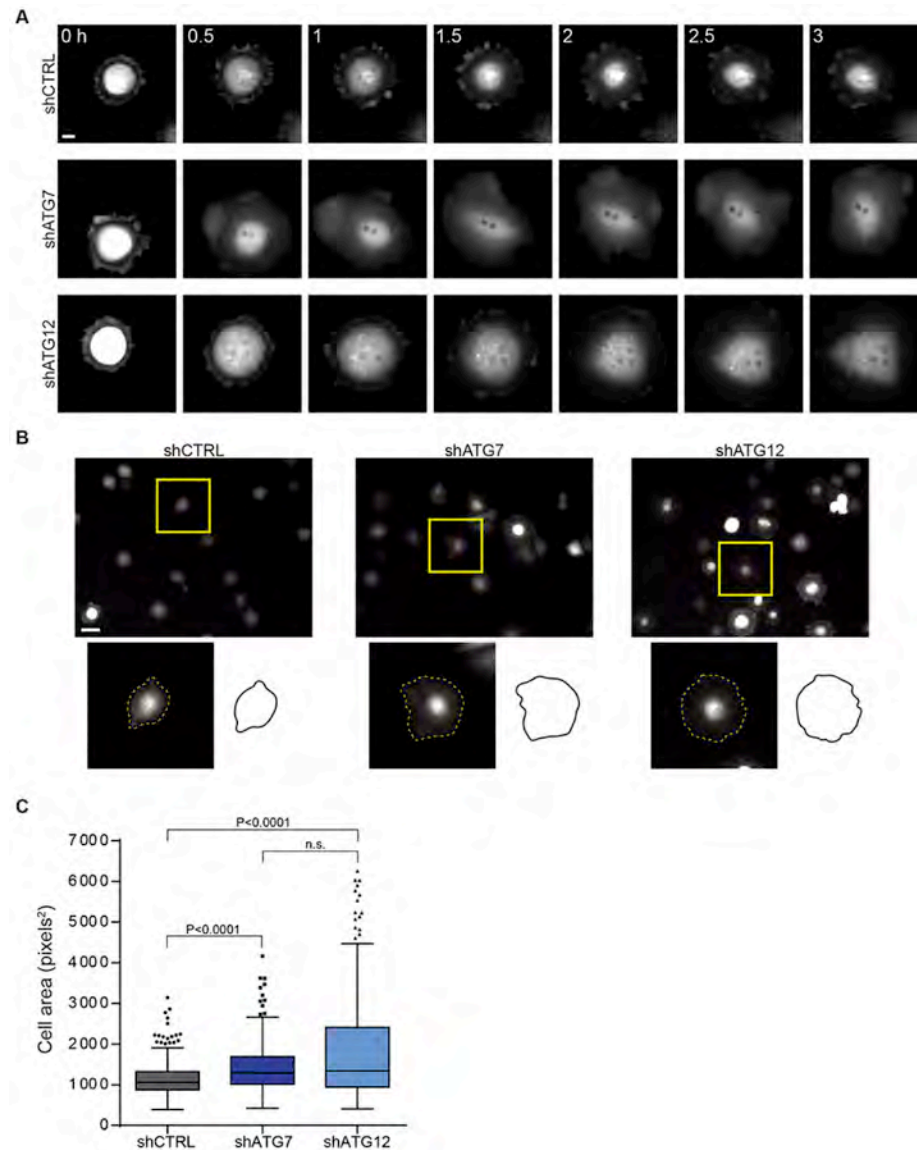 A
0 h 0.5 1 1.5 2 2.5 3
shCTRL
shATG7
shATG12
B
shCTRL shATG7 shATG12
C
P<0.0001
n.s.
P<0.0001
Cell area (pixels²)
7000
6000
5000
4000
3000
2000
1000
0
shCTRL shATG7 shATG12